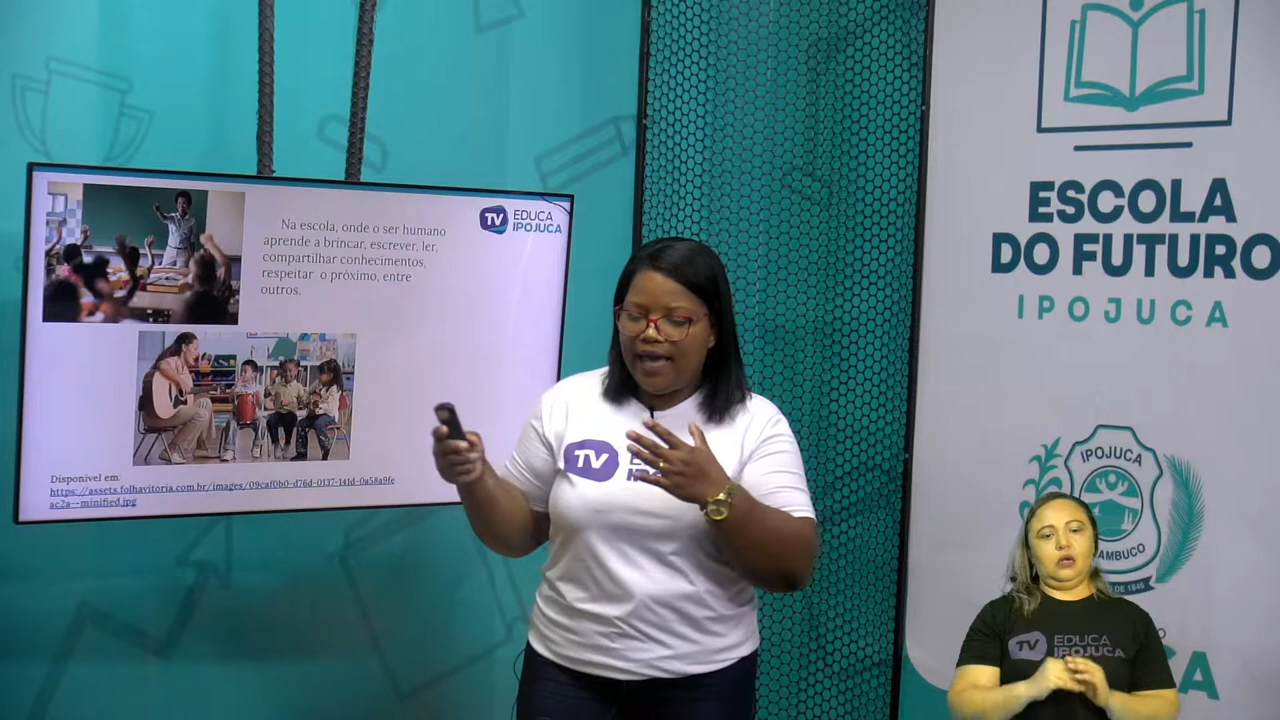 Na escola, onde o ser humano
aprende a brincar, escrever, ler,
compartilhar conhecimentos,
respeitar o próximo, entre
outros.
TV EDUCA
IPOJUCA
Disponível em:
https://assets.folhavitoria.com.br/images/09caf0b0-d76d-0137-141d-0a58a9fe
ac2a--minified.jpg
TV
ESCOLA
DO FUTURO
IPOJUCA
IPOJUCA
DE 1846
TV EDUCA
IPOJUCA